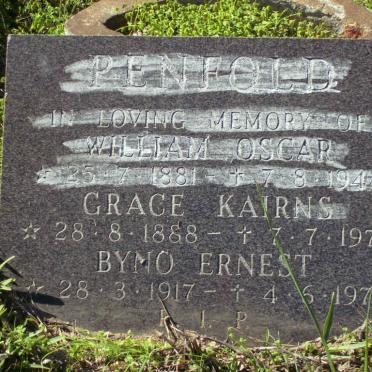 PENFOLD
IN LOVING MEMORY OF
WILLIAM OSCAR
☆ 25·7·1881 - ✝ 7·8·194
GRACE KAIRNS
☆ 28·8·1888 - ✝ 7·7·197
BYNO ERNEST
☆ 28·3·1917 - ✝ 4·6·197
R.I.P.